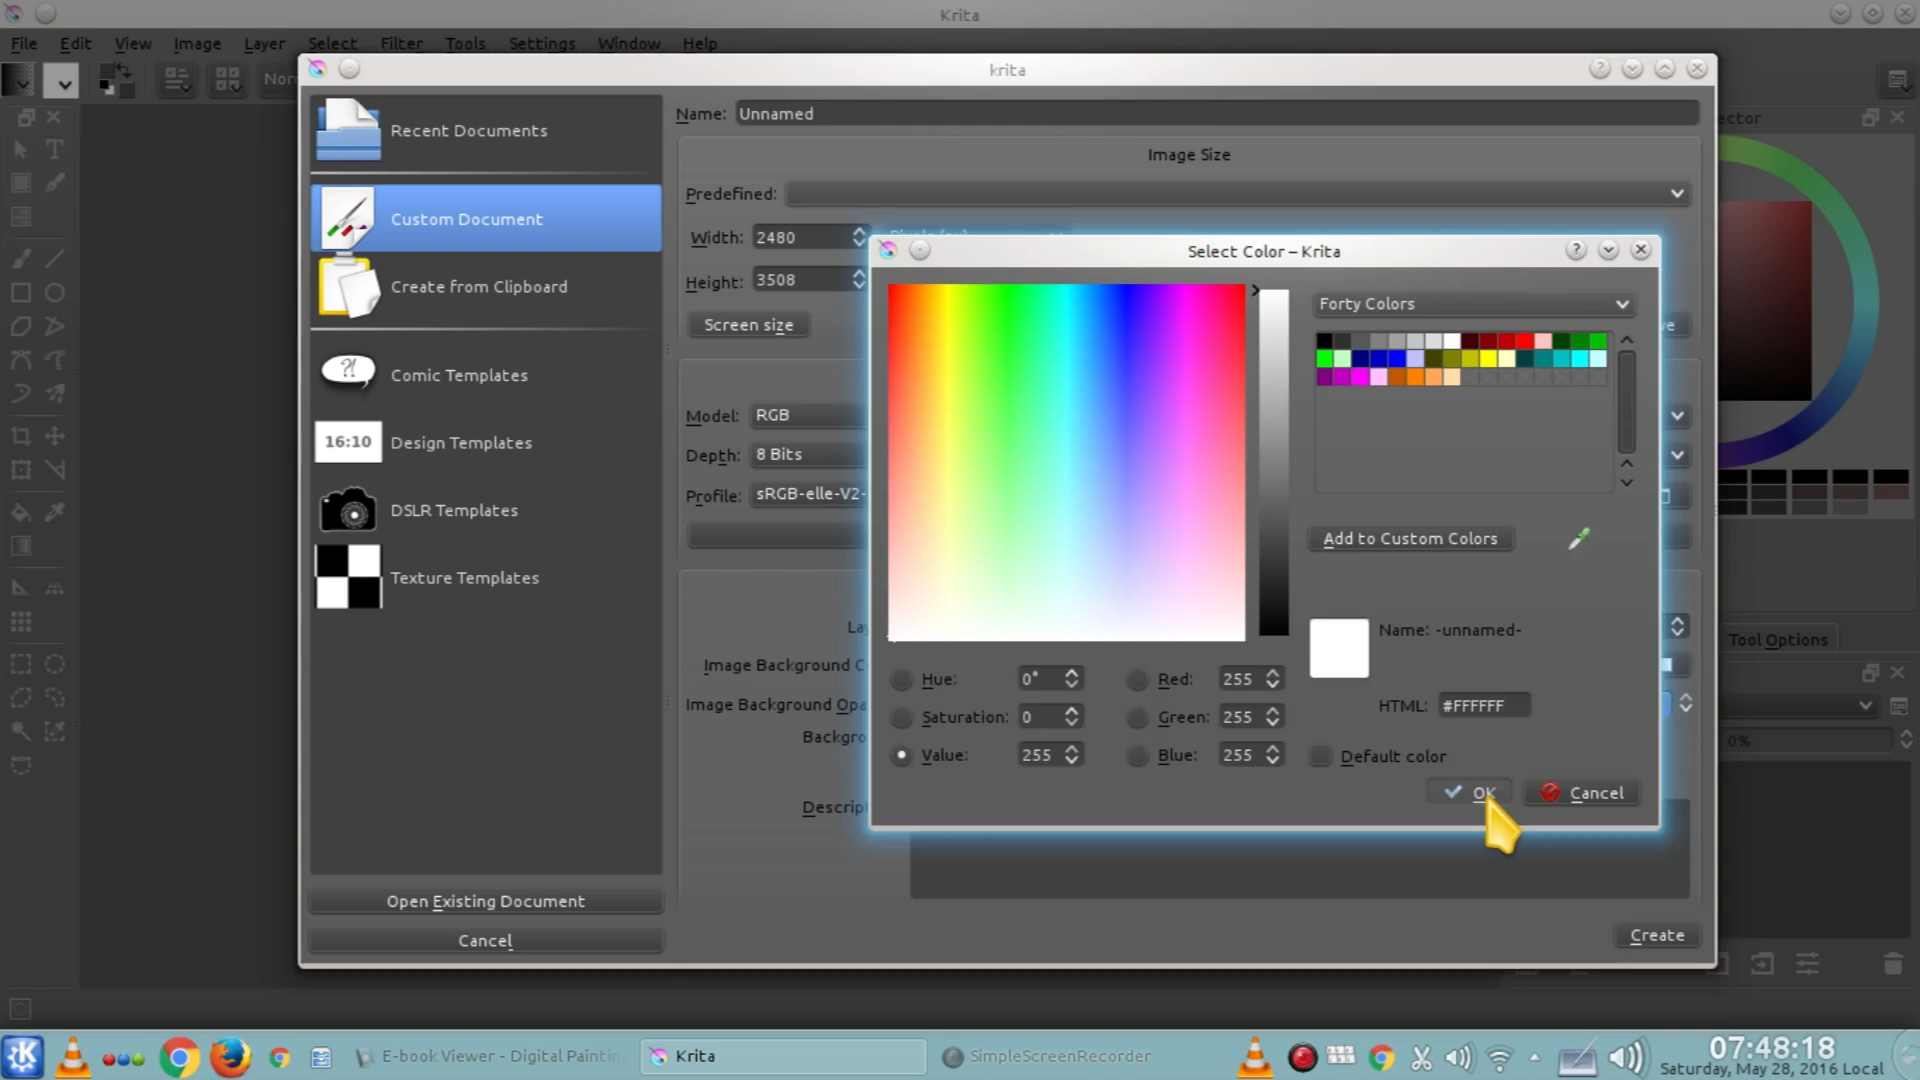 Krita
File Edit View Image Layer Select Filter Tools Settings Window Help
krita
Recent Documents
Custom Document
Create from Clipboard
?!
Comic Templates
16:10
Design Templates
DSLR Templates
Texture Templates
Open Existing Document
Cancel
Name: Unnamed
Image Size
Predefined:
Width: 2480
Height: 3508
Screen size
Model: RGB
Depth: 8 Bits
Profile: sRGB-elle-V2-
Image Background C
Image Background Opa
Backgro
Descrip
Create
Select Color – Krita
Forty Colors
Add to Custom Colors
Name: -unnamed-
HTML: #FFFFFF
Hue: 0°
Red: 255
Saturation: 0
Green: 255
Value: 255
Blue: 255
Default color
OK
Cancel
Tool Options
0%
E-book Viewer - Digital Paintin
Krita
SimpleScreenRecorder
07:48:18
Saturday, May 28, 2016 Local